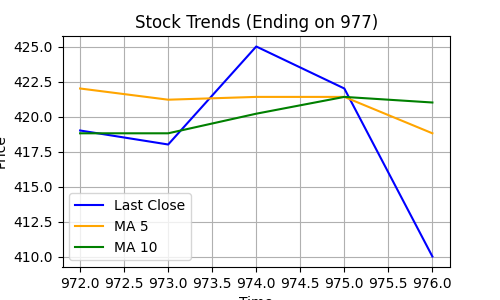 Stock Trends (Ending on 977)
425.0
422.5
420.0
417.5
415.0
412.5
410.0
Price
Last Close
MA 5
MA 10
972.0 972.5 973.0 973.5 974.0 974.5 975.0 975.5 976.0
Time